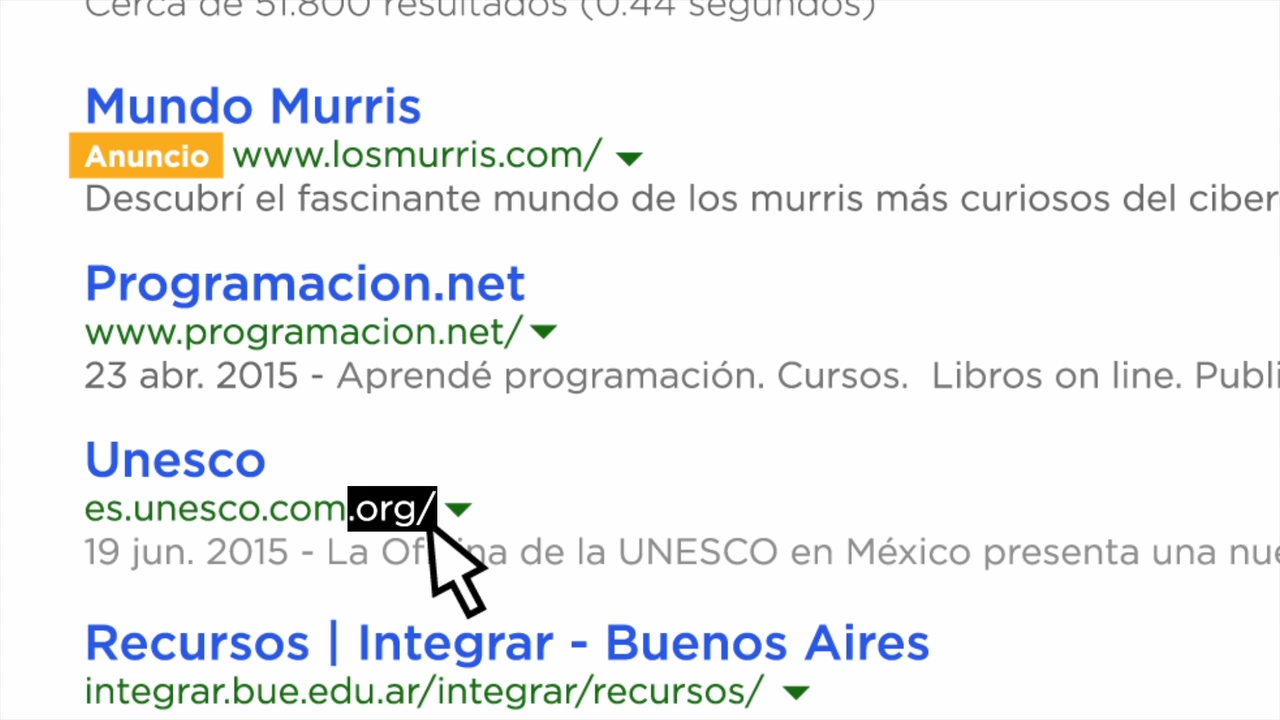 Cerca de 51.800 resultados (0.44 segundos)
Mundo Murris
Anuncio www.losmurris.com/
Descubrí el fascinante mundo de los murris más curiosos del ciber
Programacion.net
www.programacion.net/
23 abr. 2015 - Aprendé programación. Cursos. Libros on line. Publi
Unesco
es.unesco.com.org/
19 jun. 2015 - La de la UNESCO en México presenta una nue
Recursos | Integrar - Buenos Aires
integrar.bue.edu.ar/integrar/recursos/